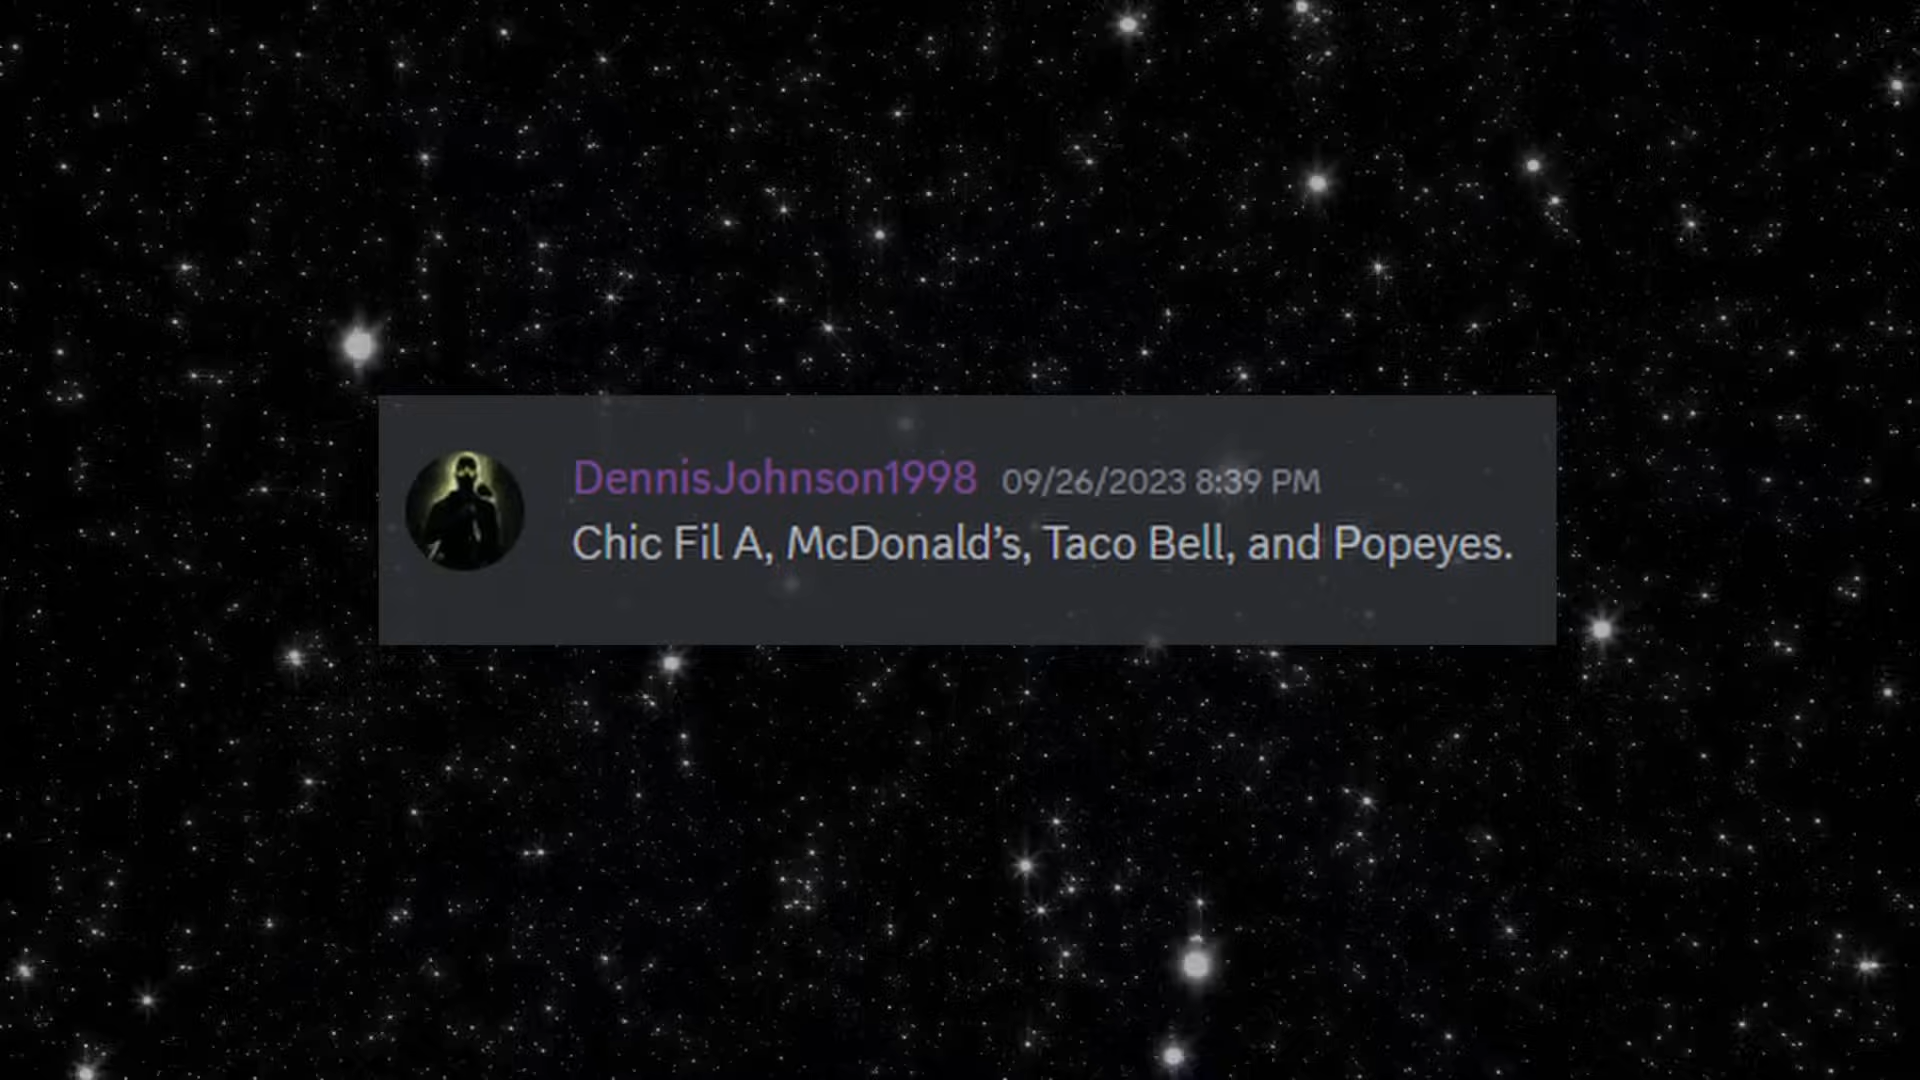 DennisJohnson1998 09/26/2023 8:39 PM
Chic Fil A, McDonald’s, Taco Bell, and Popeyes.